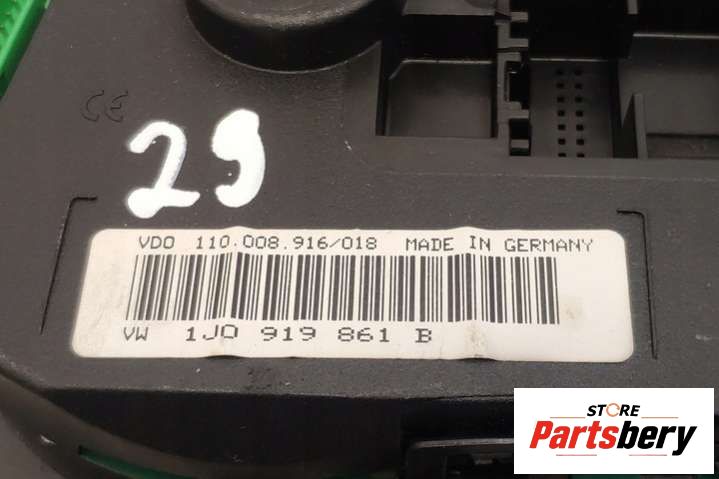 CE
29
VDO 110.008.916/018 MADE IN GERMANY
VW 1J0 919 861 B
STORE
Partsbery